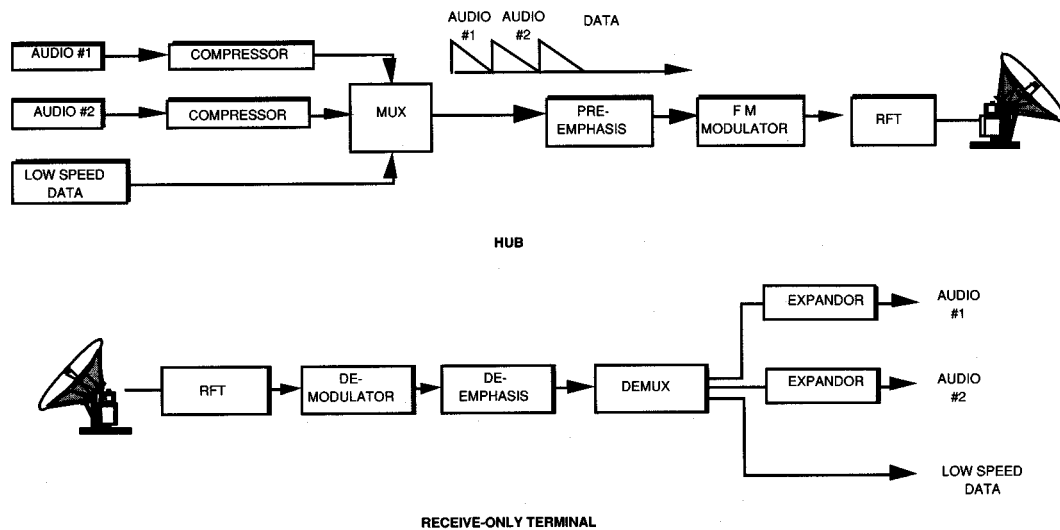 AUDIO #1
COMPRESSOR
AUDIO #1
AUDIO #2
DATA
AUDIO #2
COMPRESSOR
MUX
PRE-
EMPHASIS
F M
MODULATOR
RFT
LOW SPEED
DATA
HUB
EXPANDOR
AUDIO
#1
RFT
DE-
MODULATOR
DE-
EMPHASIS
DEMUX
EXPANDOR
AUDIO
#2
LOW SPEED
DATA
RECEIVE-ONLY TERMINAL